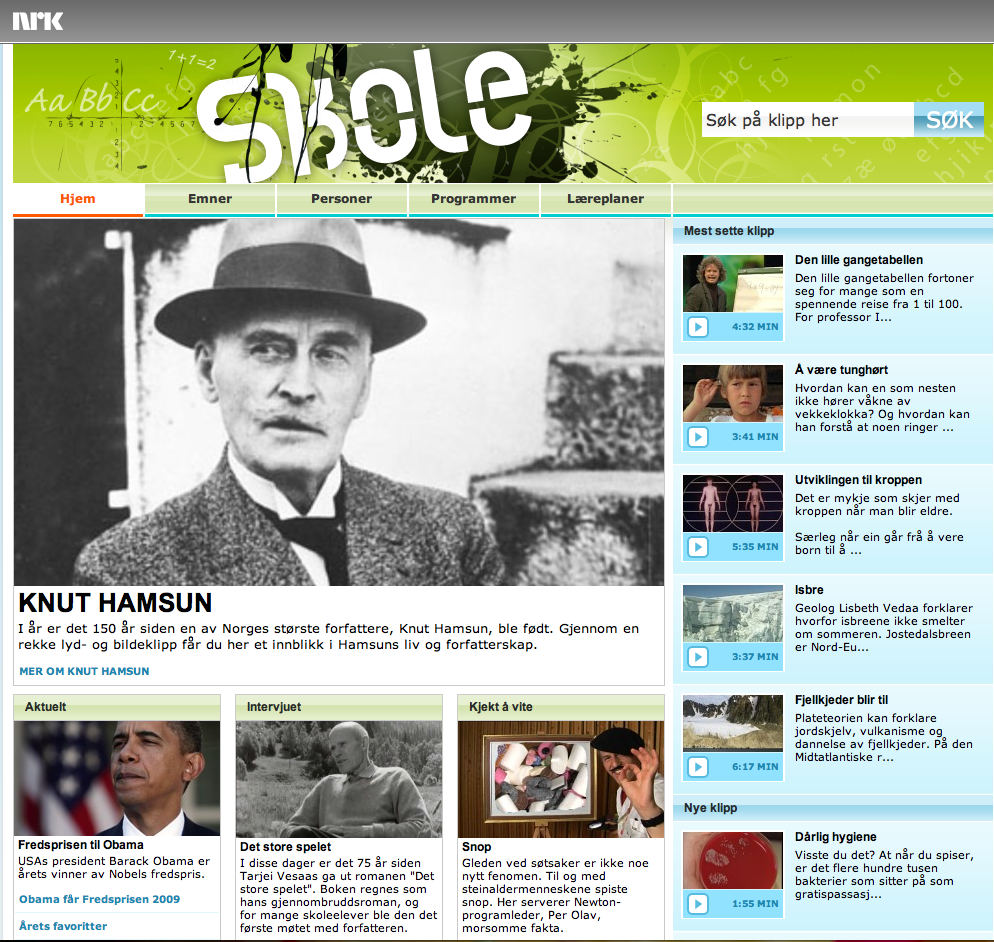 NrK
1+1=2
Aa Bb Cc
Skole
Søk på klipp her
SØK
Hjem
Emner
Personer
Programmer
Læreplaner
KNUT HAMSUN
I år er det 150 år siden en av Norges største forfattere, Knut Hamsun, ble født. Gjennom en
rekke lyd- og bildeklipp får du her et innblikk i Hamsuns liv og forfatterskap.
MER OM KNUT HAMSUN
Aktuelt
Fredsprisen til Obama
USAs president Barack Obama er
årets vinner av Nobels fredspris.
Obama får Fredsprisen 2009
Årets favoritter
Intervjuet
Det store spelet
I disse dager er det 75 år siden
Tarjei Vesaas ga ut romanen "Det
store spelet". Boken regnes som
hans gjennombruddsroman, og
for mange skoleelever ble den det
første møtet med forfatteren.
Kjekt å vite
Snop
Gleden ved søtsaker er ikke noe
nytt fenomen. Til og med
steinaldermenneskene spiste
snop. Her serverer Newton-
programleder, Per Olav,
morsomme fakta.
Mest sette klipp
Den lille gangetabellen
Den lille gangetabellen fortoner
seg for mange som en
spennende reise fra 1 til 100.
For professor I...
4:32 MIN
Å være tunghørt
Hvordan kan en som nesten
ikke hører våkne av
vekkeklokka? Og hvordan kan
han forstå at noen ringer ...
3:41 MIN
Utviklingen til kroppen
Det er mykje som skjer med
kroppen når man blir eldre.
Særleg når ein går frå å vere
born til å ...
5:35 MIN
Isbre
Geolog Lisbeth Vedaa forklarer
hvorfor isbreene ikke smelter
om sommeren. Jostedalsbreen
er Nord-Eu...
3:37 MIN
Fjellkjeder blir til
Plateteorien kan forklare
jordskjelv, vulkanisme og
dannelse av fjellkjeder. På den
Midtatlantiske r...
6:17 MIN
Nye klipp
Dårlig hygiene
Visste du det? At når du spiser,
er det flere hundre tusen
bakterier som sitter på som
gratispassasj...
1:55 MIN